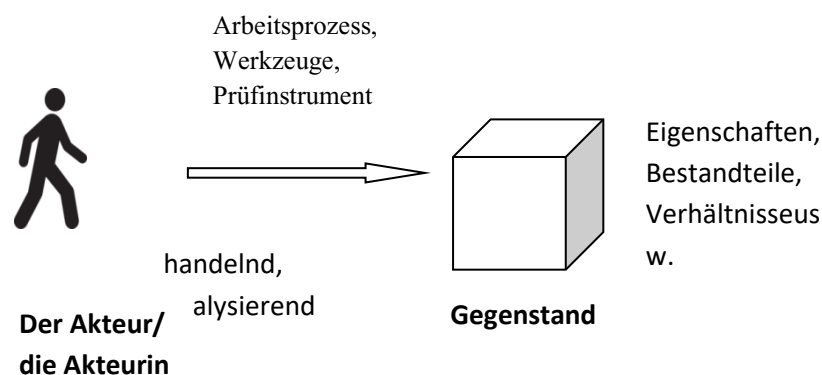 Arbeitsprozess,
Werkzeuge,
Prüfinstrument
Eigenschaften,
Bestandteile,
Verhältnisseus
w.
handelnd,
alysierend
Der Akteur/
die Akteurin
Gegenstand